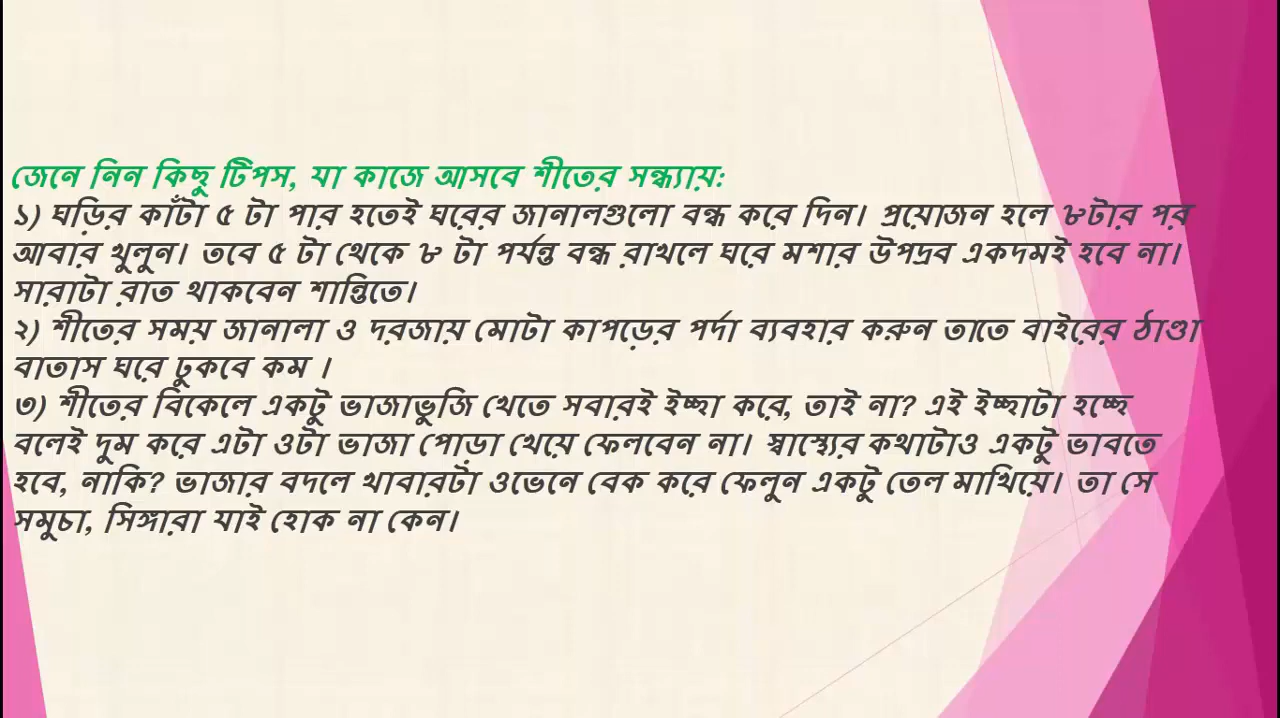 জেনে নিন কিছু টিপস, যা কাজে আসবে শীতের সন্ধ্যায়:
১) ঘড়ির কাঁটা ৫ টা পার হতেই ঘরের জানালগুলো বন্ধ করে দিন। প্রয়োজন হলে ৮টার পর
আবার খুলুন। তবে ৫ টা থেকে ৮ টা পর্যন্ত বন্ধ রাখলে ঘরে মশার উপদ্রব একদমই হবে না।
সারাটা রাত থাকবেন শান্তিতে।
২) শীতের সময় জানালা ও দরজায় মোটা কাপড়ের পর্দা ব্যবহার করুন তাতে বাইরের ঠাণ্ডা
বাতাস ঘরে ঢুকবে কম ।
৩) শীতের বিকেলে একটু ভাজাভুজি খেতে সবারই ইচ্ছা করে, তাই না? এই ইচ্ছাটা হচ্ছে
বলেই দুম করে এটা ওটা ভাজা পোড়া খেয়ে ফেলবেন না। স্বাস্থ্যের কথাটাও একটু ভাবতে
হবে, নাকি? ভাজার বদলে খাবারটা ওভেনে বেক করে ফেলুন একটু তেল মাখিয়ে। তা সে
সমুচা, সিঙ্গারা যাই হোক না কেন।